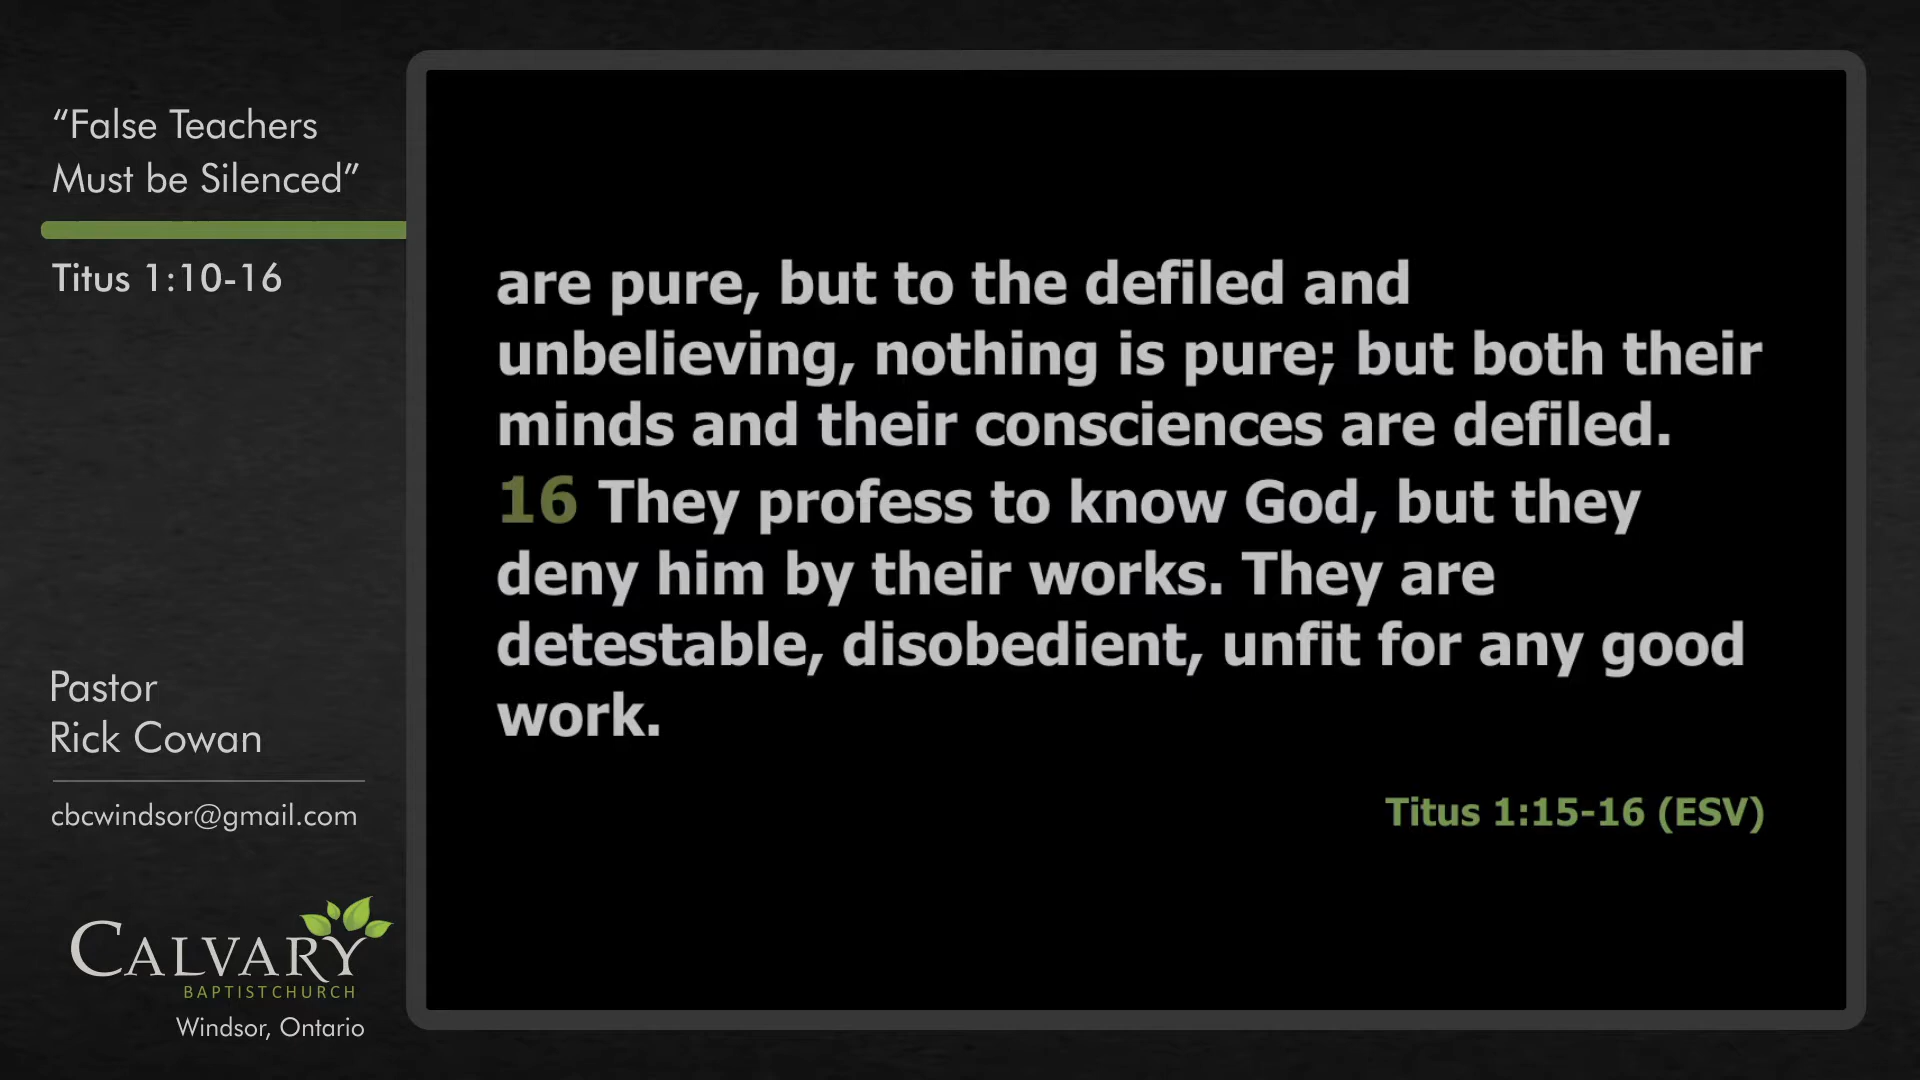 “False Teachers
Must be Silenced”
Titus 1:10-16
are pure, but to the defiled and
unbelieving, nothing is pure; but both their
minds and their consciences are defiled.
16 They profess to know God, but they
deny him by their works. They are
detestable, disobedient, unfit for any good
work.
Titus 1:15-16 (ESV)
Pastor
Rick Cowan
cbcwindsor@gmail.com
CALVARY
BAPTISTCHURCH
Windsor, Ontario